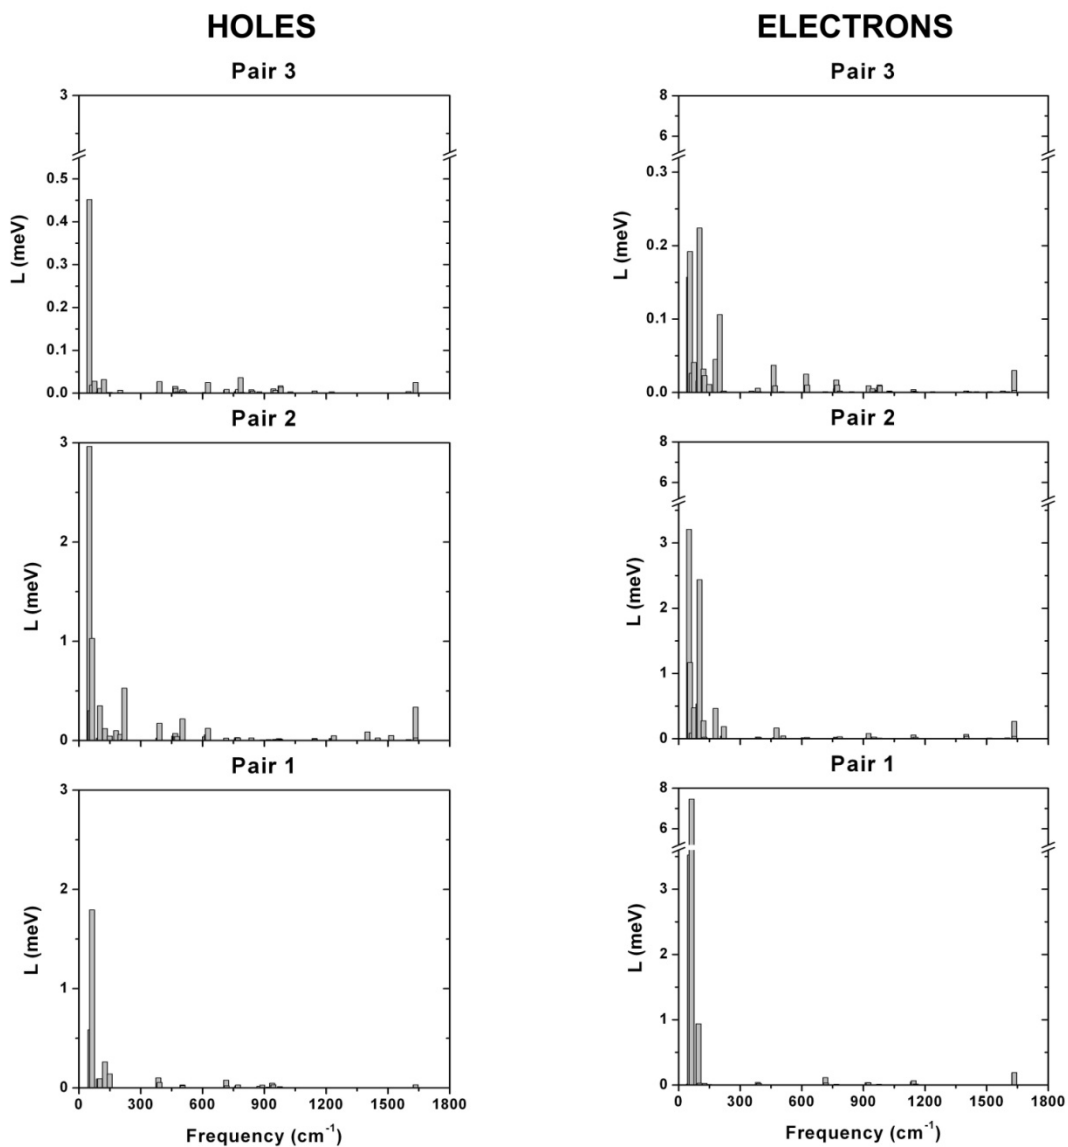 HOLES
ELECTRONS
Pair 3
3
0.5
0.4
0.3
0.2
0.1
0.0
L (meV)
Pair 3
8
6
0.3
0.2
0.1
0.0
L (meV)
Pair 2
3
2
1
0
L (meV)
Pair 2
8
6
3
2
1
0
L (meV)
Pair 1
3
2
1
0
L (meV)
0 300 600 900 1200 1500 1800
Frequency (cm⁻¹)
Pair 1
8
6
3
2
1
0
L (meV)
0 300 600 900 1200 1500 1800
Frequency (cm⁻¹)